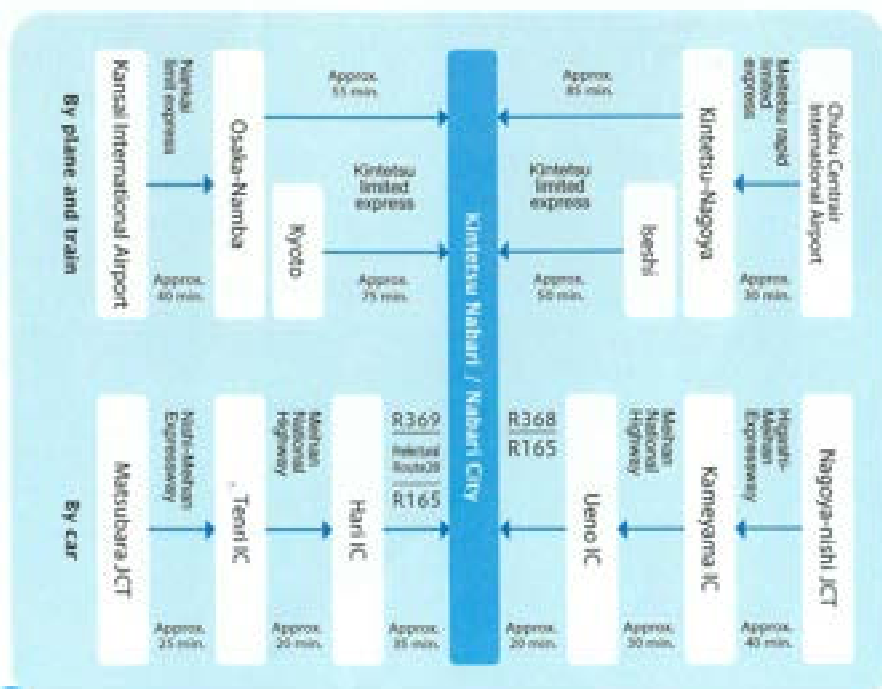 By plane and train
Kansai International Airport
Nankai
limit express
Approx.
40 min.
Osaka-Namba
Approx.
55 min.
Kyoto
Kintetsu
limited
express
Approx.
75 min.
Kintetsu Nabari / Nabari City
Approx.
85 min.
Kintetsu
limited
express
Approx.
50 min.
Iseshi
Kintetsu-Nagoya
Meitetsu rapid
limited
express
Approx.
30 min.
Chubu Centrair
International Airport
By car
Matsubara JCT
Nishi-Meihan
Expressway
Approx.
25 min.
Tenri IC
Meihan
National
Highway
Approx.
20 min.
Hari IC
R369
Route28
R165
Approx.
35 min.
R368
R165
Approx.
20 min.
Ueno IC
Meihan
National
Highway
Approx.
30 min.
Kameyama IC
Higashi-
Meihan
Expressway
Approx.
40 min.
Nagoya-nishi JCT